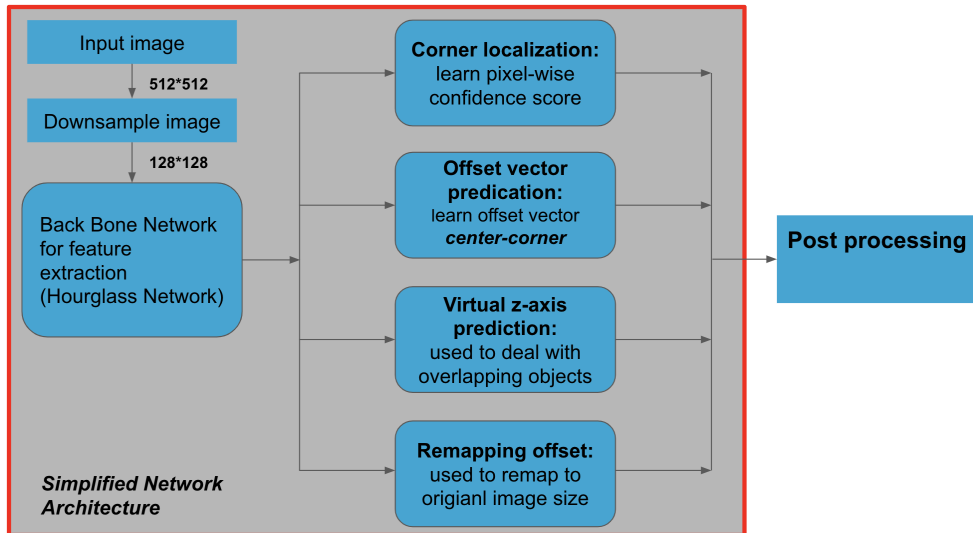 Input image
512*512
Downsample image
128*128
Back Bone Network
for feature
extraction
(Hourglass Network)
Corner localization:
learn pixel-wise
confidence score
Offset vector
predication:
learn offset vector
center-corner
Virtual z-axis
prediction:
used to deal with
overlapping objects
Remapping offset:
used to remap to
origianl image size
Post processing
Simplified Network
Architecture